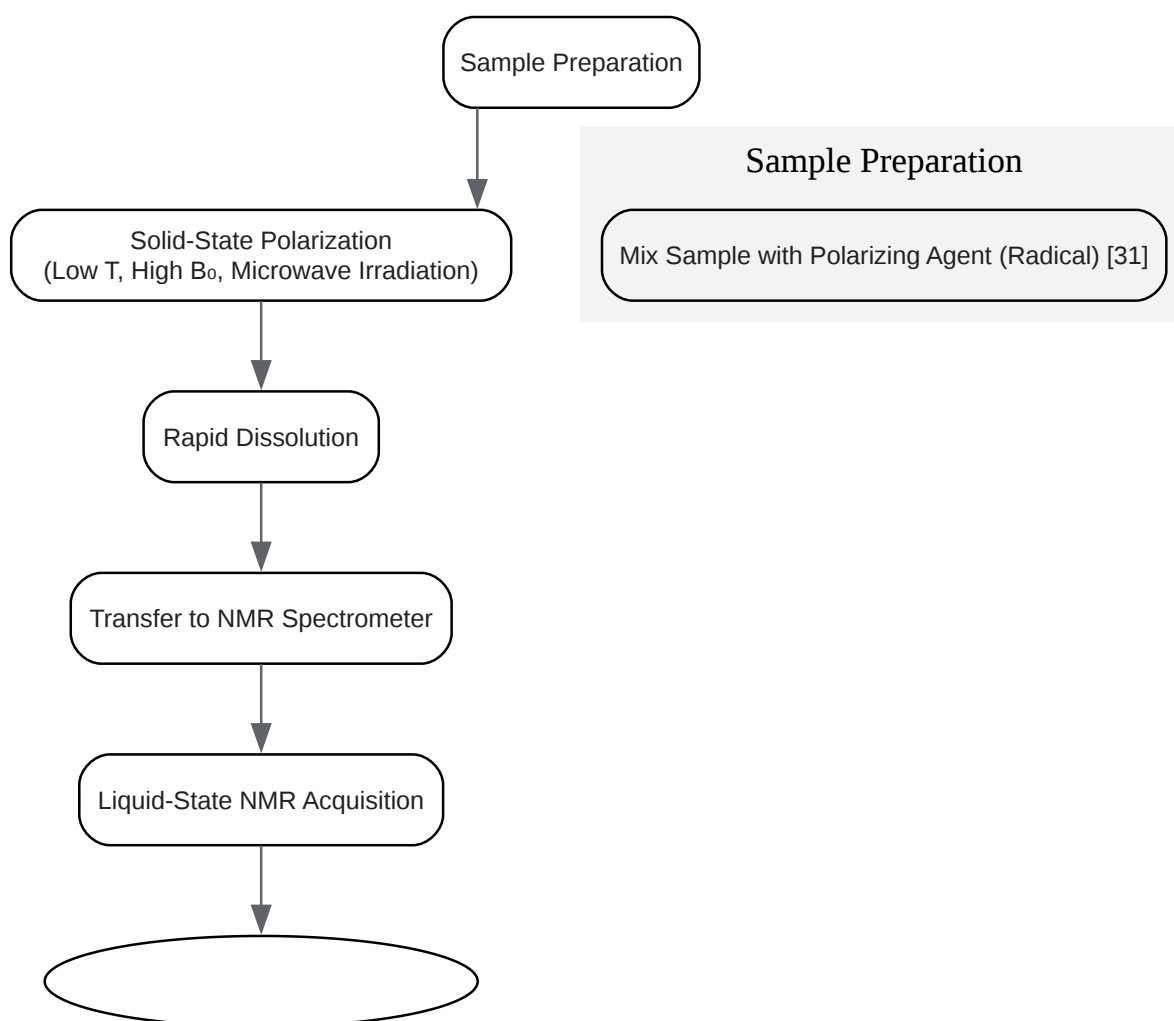 Sample Preparation
Sample Preparation
Mix Sample with Polarizing Agent (Radical) [31]
Solid-State Polarization
(Low T, High B₀, Microwave Irradiation)
Rapid Dissolution
Transfer to NMR Spectrometer
Liquid-State NMR Acquisition